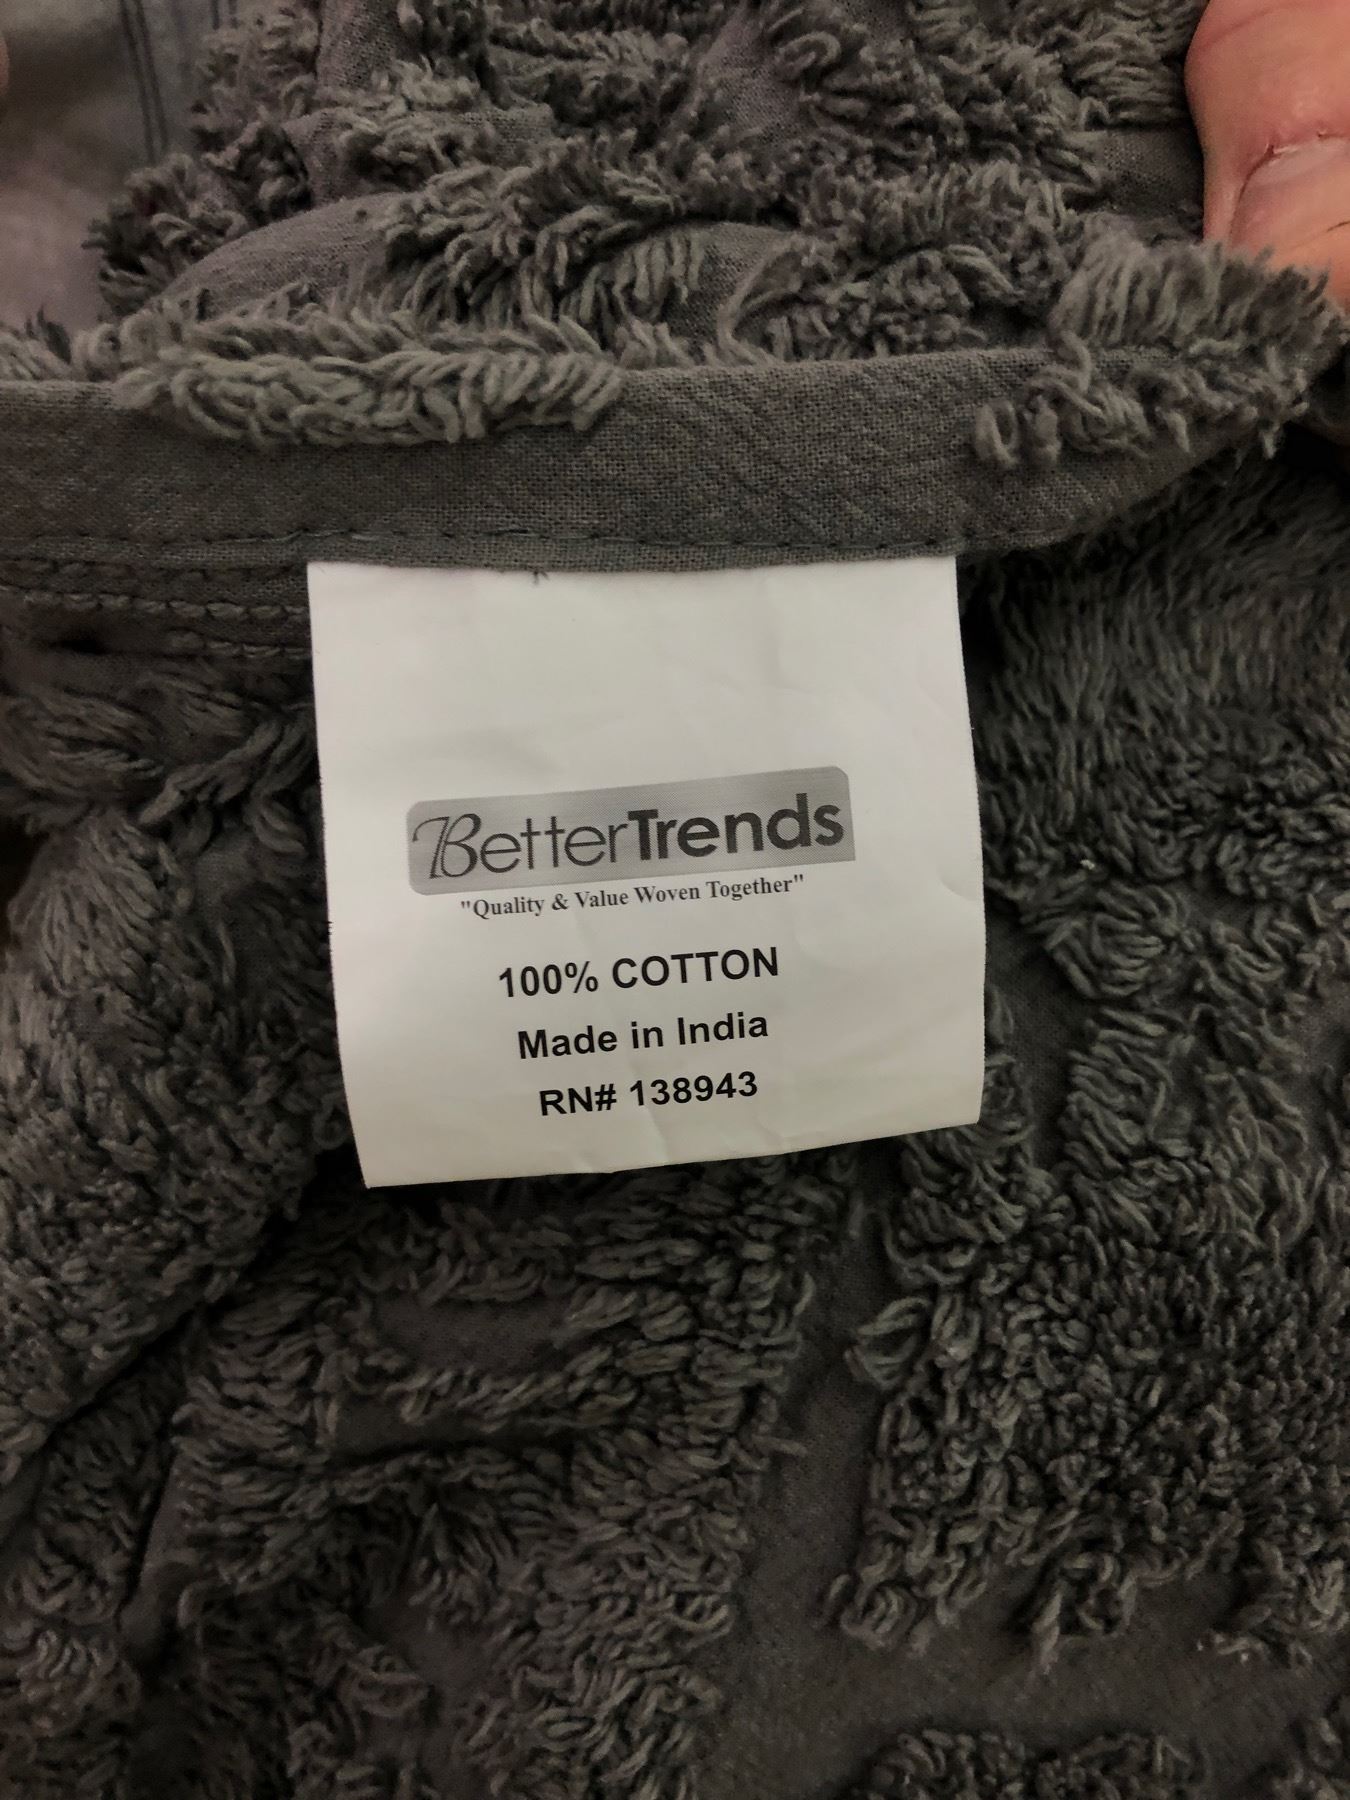 BetterTrends
"Quality & Value Woven Together"
100% COTTON
Made in India
RN# 138943